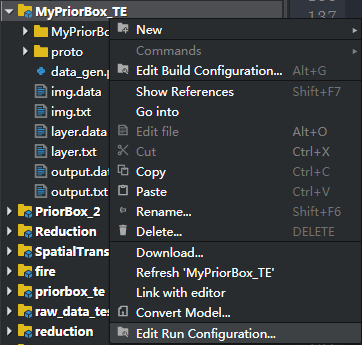 137
MyPriorBox_TE
MyPriorBo
proto
data_gen.p
img.data
img.txt
layer.data
layer.txt
output.dat
output.txt
PriorBox_2
Reduction
SpatialTrans
fire
priorbox_te
raw_data_tes
reduction
New
Commands
Edit Build Configuration... Alt+G
Show References Shift+F7
Go into
Edit file Alt+O
Cut Ctrl+X
Copy Ctrl+C
Paste Ctrl+V
Rename... Shift+F6
Delete... DELETE
Download...
Refresh 'MyPriorBox_TE'
Link with editor
Convert Model...
Edit Run Configuration...